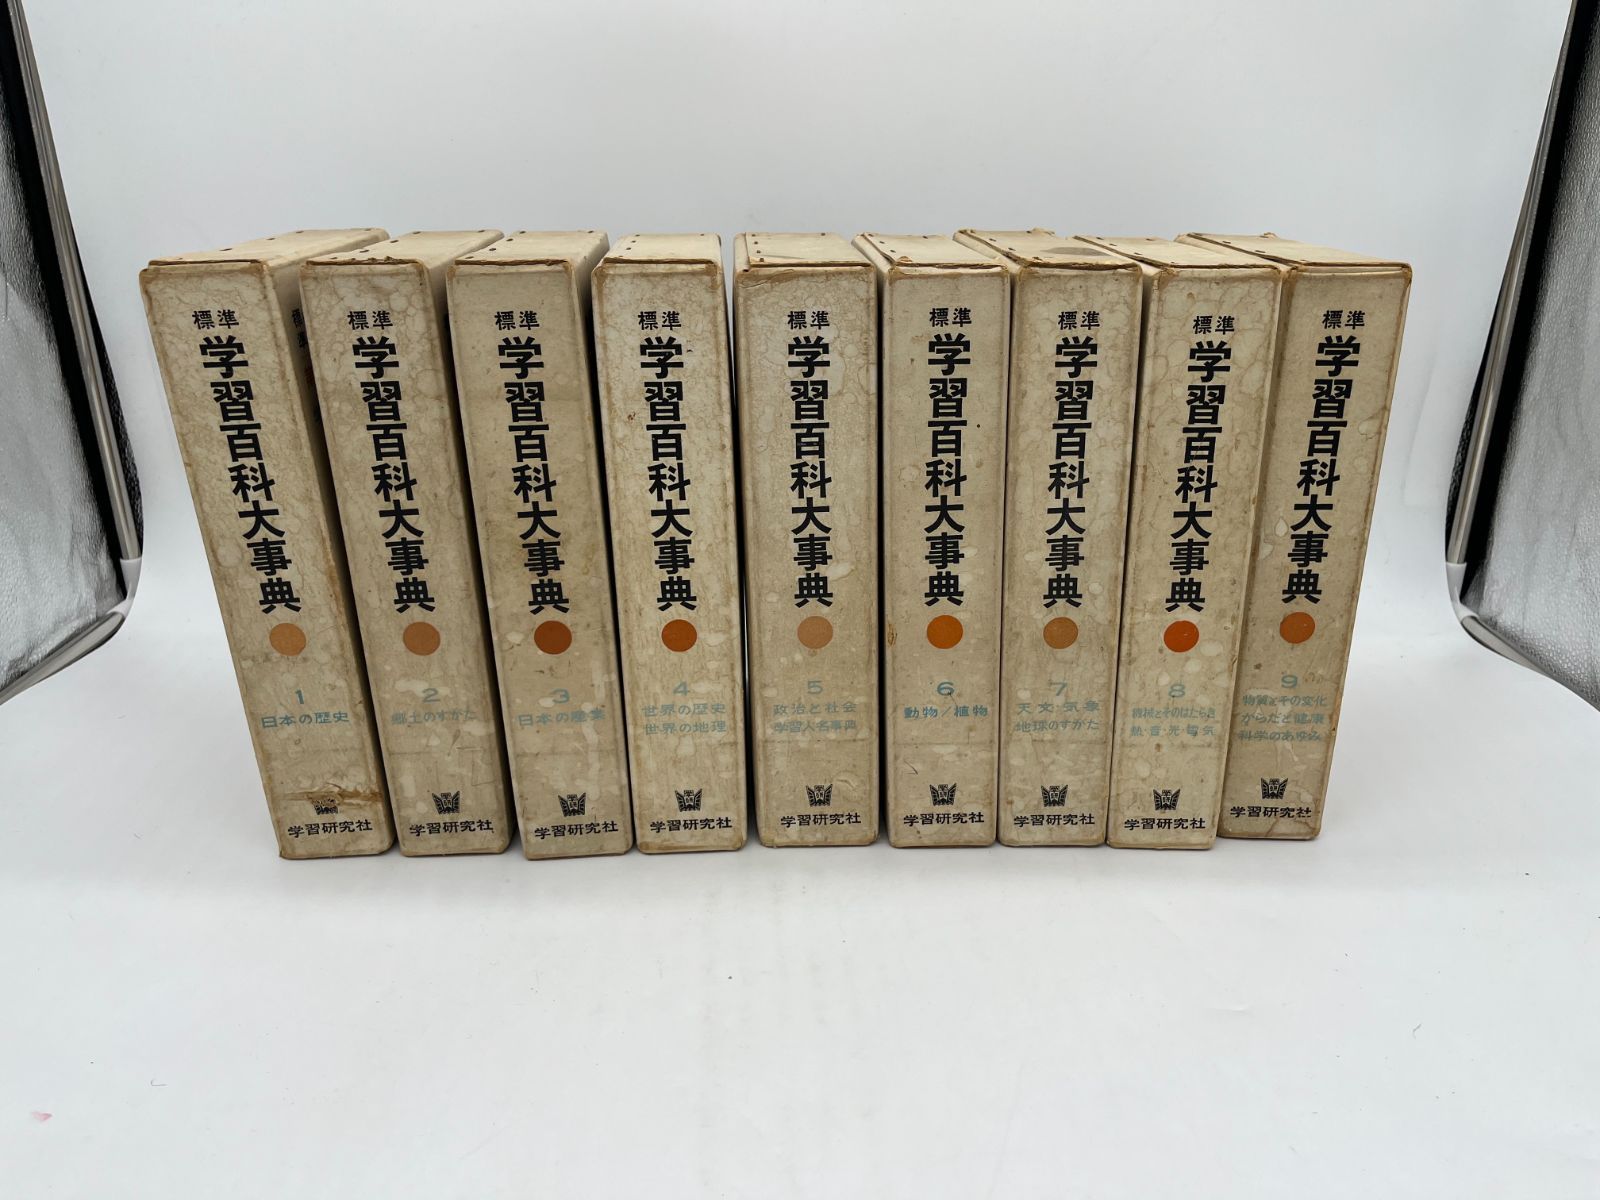 標準
学習百科大事典
1
日本の歴史
学習研究社
標準
学習百科大事典
2
郷土のすがた
学習研究社
標準
学習百科大事典
3
日本の産業
学習研究社
標準
学習百科大事典
4
世界の歴史
世界の地理
学習研究社
標準
学習百科大事典
5
政治と社会
学習人名事典
学習研究社
標準
学習百科大事典
6
動物/植物
学習研究社
標準
学習百科大事典
7
天文・気象
地球のすがた
学習研究社
標準
学習百科大事典
8
機械とそのはたらき
熱・音・光・電気
学習研究社
標準
学習百科大事典
9
物質とその変化
からだと健康
科学のあゆみ
学習研究社